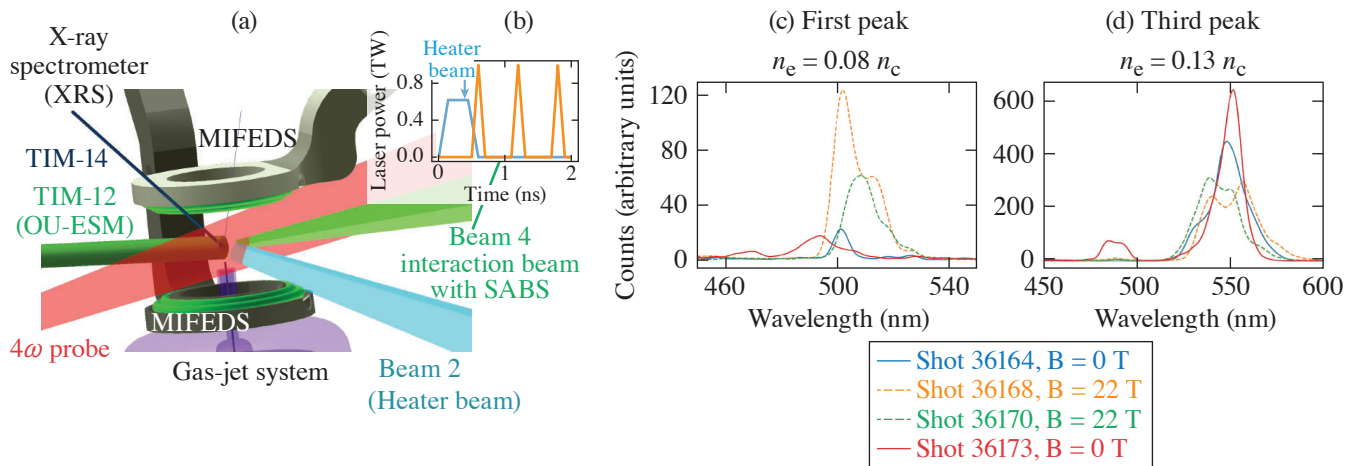 (a)
X-ray
spectrometer
(XRS)
TIM-14
TIM-12
(OU-ESM)
MIFEDS
MIFEDS
4ω probe
Gas-jet system
Beam 2
(Heater beam)
Beam 4
interaction beam
with SABS
(b)
Heater
beam
Laser power (TW)
0.8
0.4
0.0
0 1 2
Time (ns)
(c) First peak
nₑ = 0.08 n꜀
Counts (arbitrary units)
120
80
40
0
460 500 540
Wavelength (nm)
(d) Third peak
nₑ = 0.13 n꜀
600
400
200
0
450 500 550 600
Wavelength (nm)
Shot 36164, B = 0 T
Shot 36168, B = 22 T
Shot 36170, B = 22 T
Shot 36173, B = 0 T